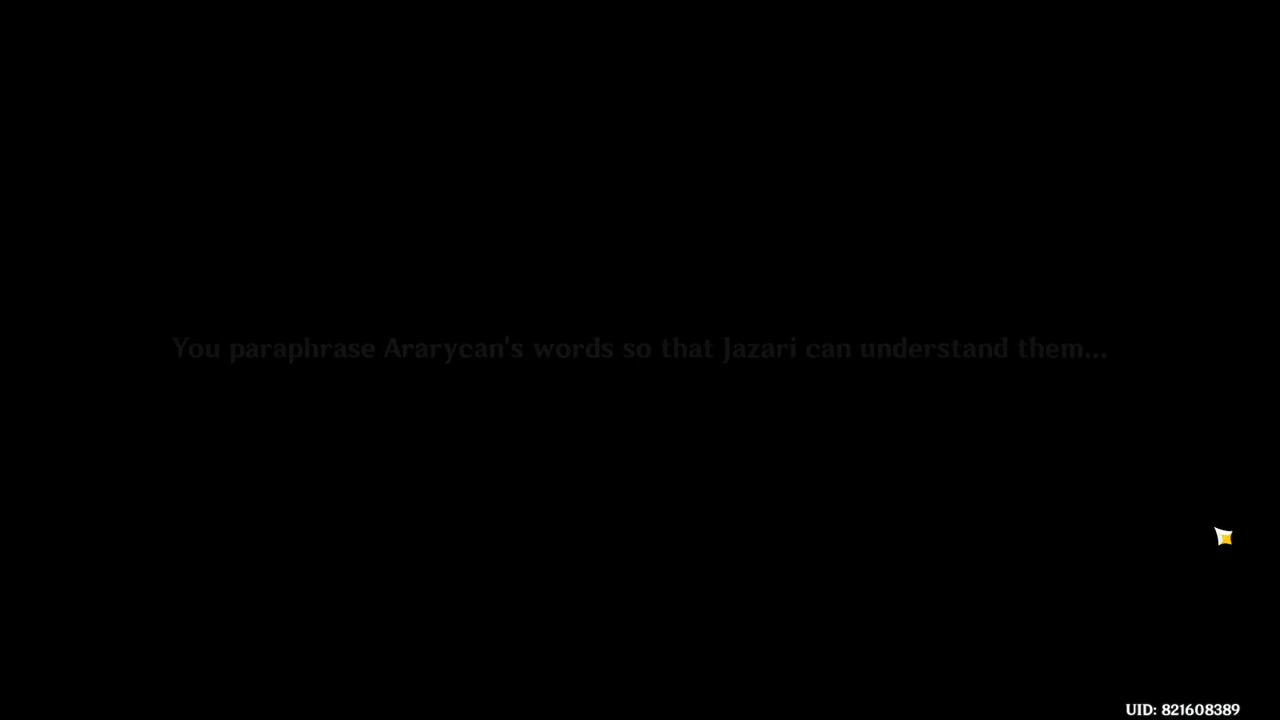 You paraphrase Ararycan's words so that Jazari can understand them...
UID: 821608389